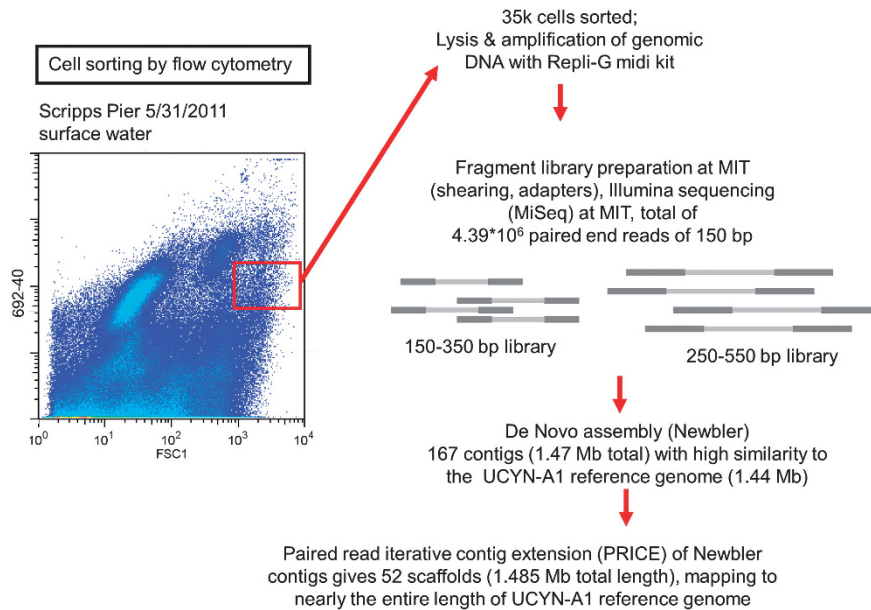 Cell sorting by flow cytometry
Scripps Pier 5/31/2011
surface water
692-40
10⁰ 10¹ 10² 10³ 10⁴
FSC1
35k cells sorted;
Lysis & amplification of genomic
DNA with Repli-G midi kit
Fragment library preparation at MIT
(shearing, adapters), Illumina sequencing
(MiSeq) at MIT, total of
4.39*10⁶ paired end reads of 150 bp
150-350 bp library
250-550 bp library
De Novo assembly (Newbler)
167 contigs (1.47 Mb total) with high similarity to
the UCYN-A1 reference genome (1.44 Mb)
Paired read iterative contig extension (PRICE) of Newbler
contigs gives 52 scaffolds (1.485 Mb total length), mapping to
nearly the entire length of UCYN-A1 reference genome